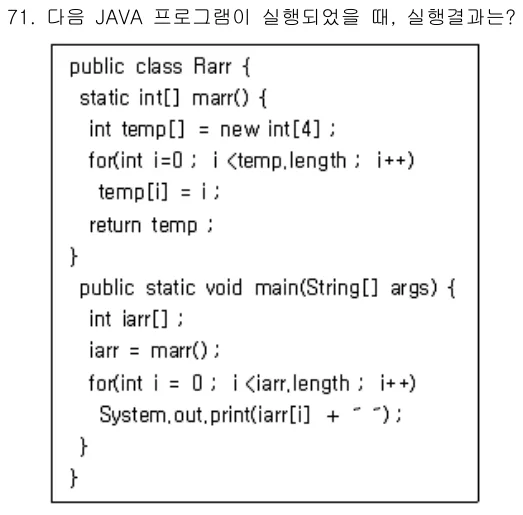 71. 다음 JAVA 프로그램이 실행되었을 때, 실행결과는?
public class Rarr {
static int[] marr() {
int temp[] = new int[4] ;
for(int i=0 ; i <temp.length ; i++)
temp[i] = i ;
return temp ;
}
public static void main(String[] args) {
int iarr[] ;
iarr = marr() ;
for(int i = 0 ; i <iarr.length ; i++)
System.out.print(iarr[i] + " ") ;
}
}